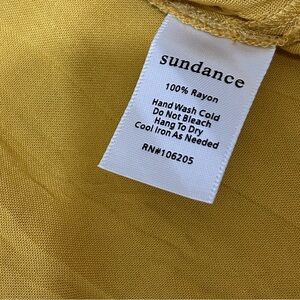 sundance
100% Rayon
Hand Wash Cold
Do Not Bleach
Hang To Dry
Cool Iron As Needed
RN#106205